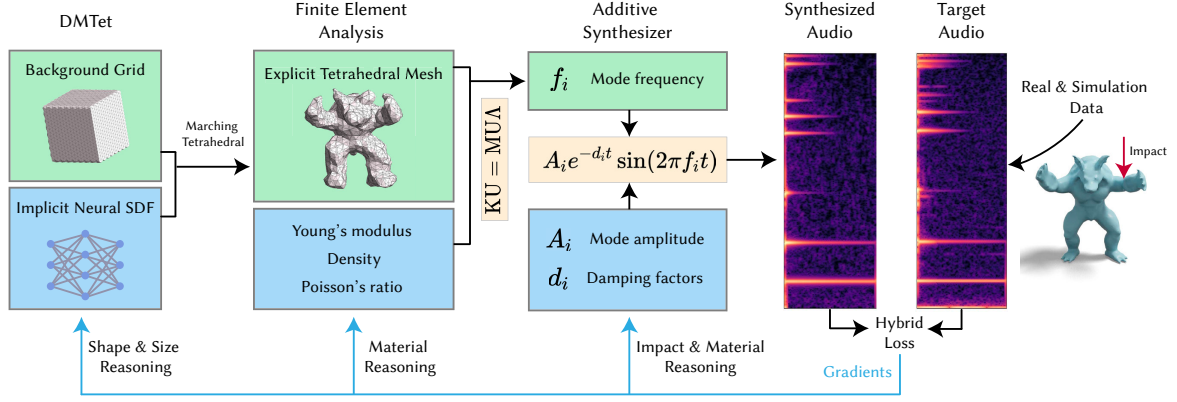 DMTet
Background Grid
Implicit Neural SDF
Marching
Tetrahedral
Finite Element
Analysis
Explicit Tetrahedral Mesh
Young's modulus
Density
Poisson's ratio
KU = MUΛ
Additive
Synthesizer
f_i Mode frequency
A_i e^{-d_i t} sin(2πf_i t)
A_i Mode amplitude
d_i Damping factors
Synthesized
Audio
Target
Audio
Real & Simulation
Data
Impact
Hybrid
Loss
Gradients
Shape & Size
Reasoning
Material
Reasoning
Impact & Material
Reasoning